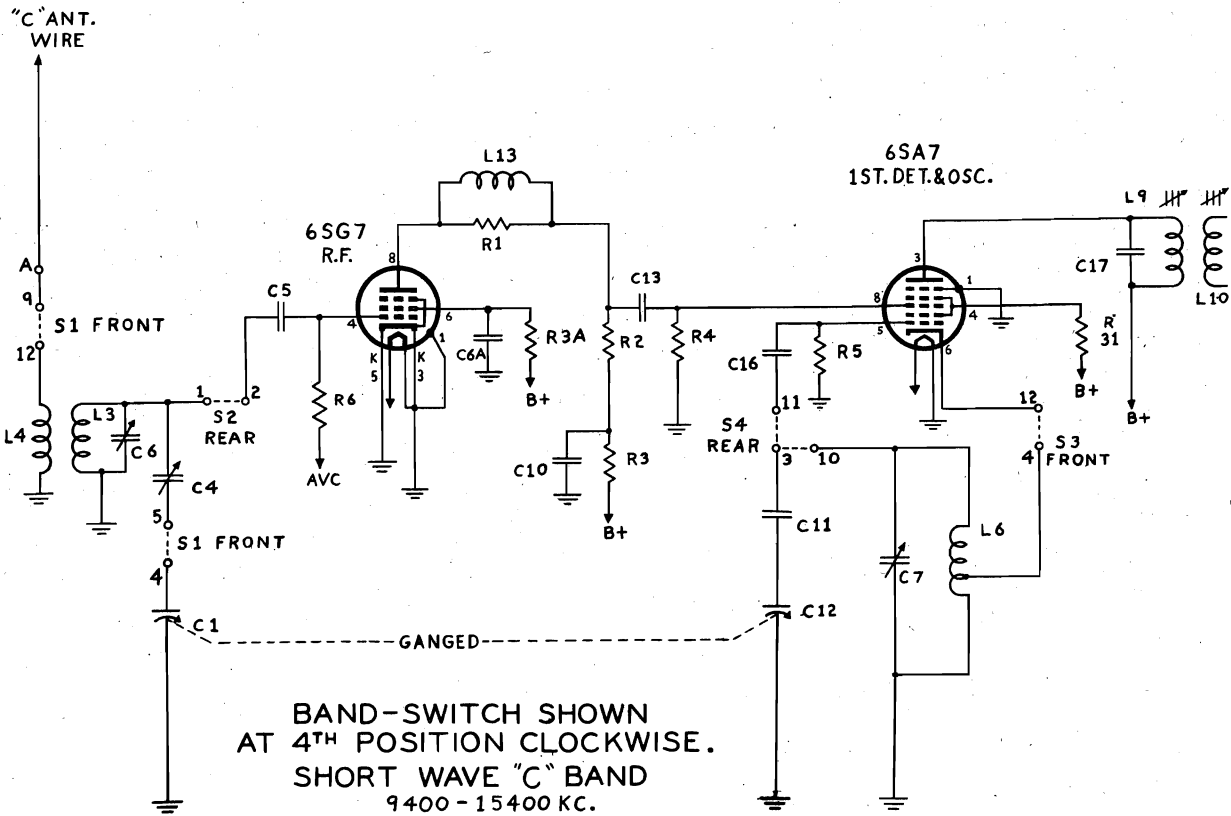 "C" ANT.
WIRE
A
9
S1 FRONT
12
L4
L3
C6
1
2
S2
REAR
C4
5
S1 FRONT
4
C1
GANGED
C5
R6
AVC
6SG7
R.F.
8
4
6
1
K
5
K
3
L13
R1
C6A
R3A
B+
C13
R2
R4
C10
R3
B+
6SA7
1ST. DET. & OSC.
3
8
5
1
4
6
C16
R5
11
S4
REAR
3
10
C11
C12
C7
L6
12
S3
FRONT
4
R
31
B+
L9
C17
L10
B+
BAND-SWITCH SHOWN
AT 4TH POSITION CLOCKWISE.
SHORT WAVE "C" BAND
9400-15400 KC.